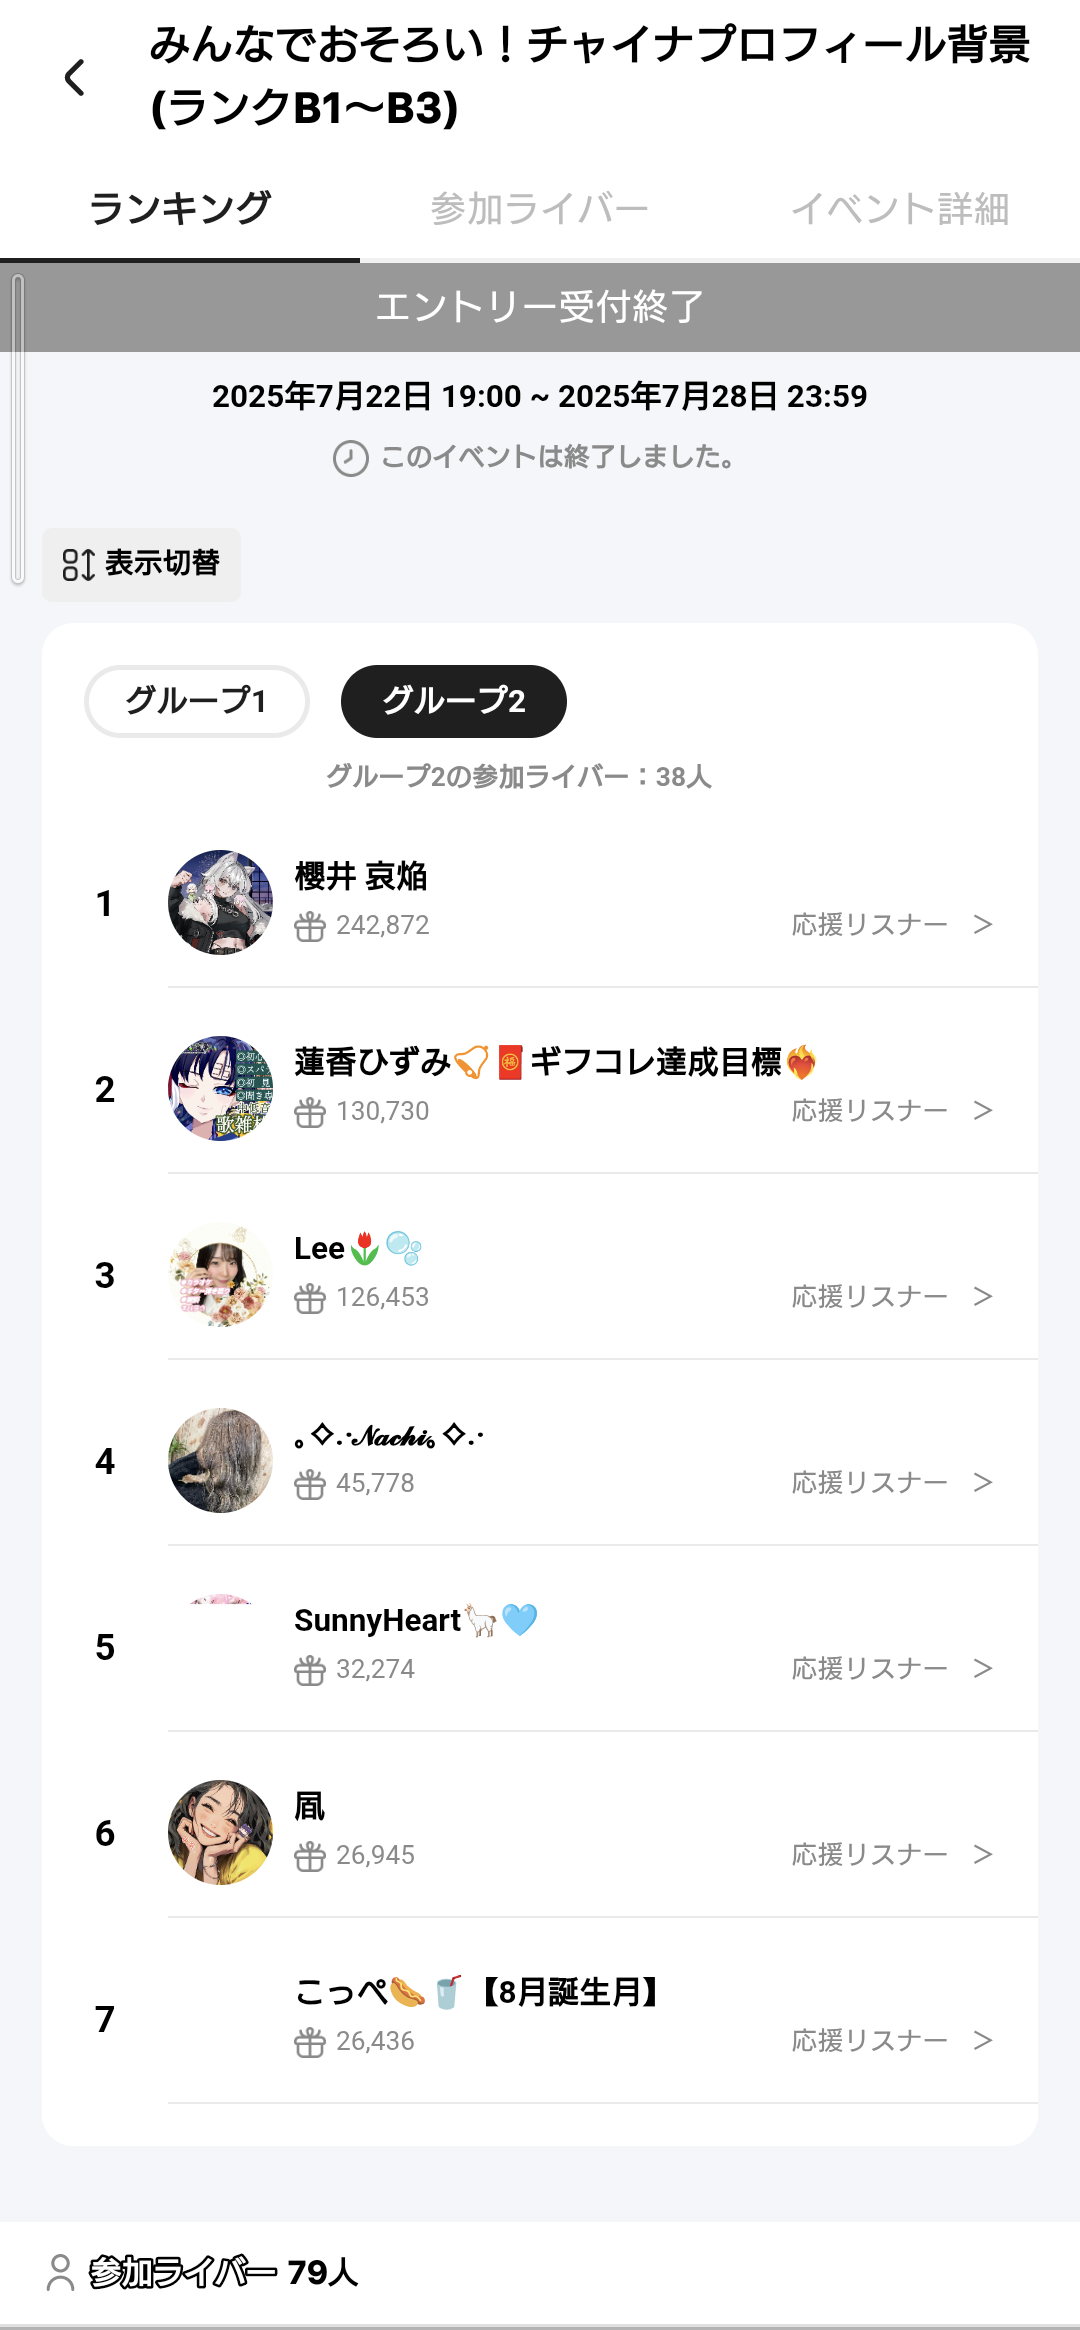 みんなでおそろい！チャイナプロフィール背景
(ランクB1〜B3)
ランキング 参加ライバー イベント詳細
エントリー受付終了
2025年7月22日 19:00 ~ 2025年7月28日 23:59
このイベントは終了しました。
表示切替
グループ1 グループ2
グループ2の参加ライバー：38人
1
櫻井 哀焔
242,872 応援リスナー >
2
蓮香ひずみ🔔🧧ギフコレ達成目標❤️‍🔥
130,730 応援リスナー >
3
Lee🌷🫧
126,453 応援リスナー >
4
｡✧.·𝓝𝓪𝓬𝓱𝓲｡✧.·
45,778 応援リスナー >
5
SunnyHeart🦙🩵
32,274 応援リスナー >
6
凮
26,945 応援リスナー >
7
こっぺ🌭🥤【8月誕生月】
26,436 応援リスナー >
参加ライバー 79人